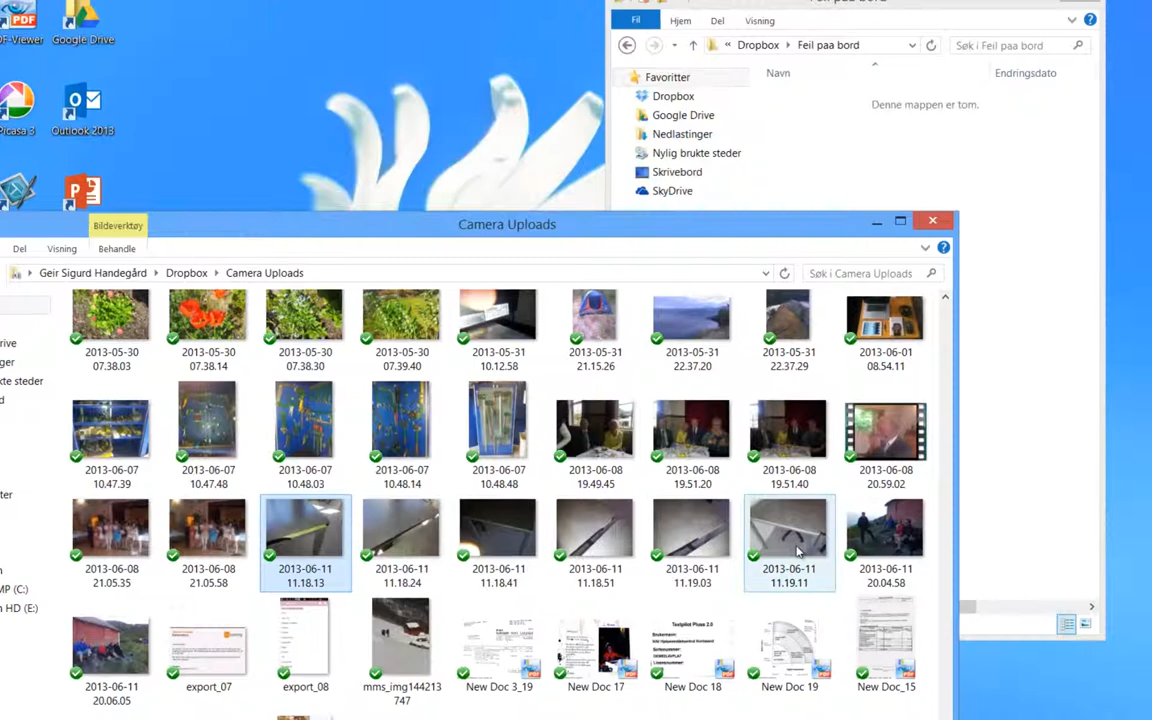 PDF
DF-Viewer
Google Drive
Picasa 3
Outlook 2013
Feil paa bord
Fil
Hjem
Del
Visning
«
Dropbox
Feil paa bord
Søk i Feil paa bord
Favoritter
Navn
Endringsdato
Dropbox
Denne mappen er tom.
Google Drive
Nedlastinger
Nylig brukte steder
Skrivebord
SkyDrive
Bildeverktøy
Camera Uploads
Del
Visning
Behandle
Geir Sigurd Handegård
Dropbox
Camera Uploads
Søk i Camera Uploads
rive
ger
kte steder
d
ter
n
MP (C:)
n HD (E:)
2013-05-30
07.38.03
2013-05-30
07.38.14
2013-05-30
07.38.30
2013-05-30
07.39.40
2013-05-31
10.12.58
2013-05-31
21.15.26
2013-05-31
22.37.20
2013-05-31
22.37.29
2013-06-01
08.54.11
2013-06-07
10.47.39
2013-06-07
10.47.48
2013-06-07
10.48.03
2013-06-07
10.48.14
2013-06-07
10.48.48
2013-06-08
19.49.45
2013-06-08
19.51.20
2013-06-08
19.51.40
2013-06-08
20.59.02
2013-06-08
21.05.35
2013-06-08
21.05.58
2013-06-11
11.18.13
2013-06-11
11.18.24
2013-06-11
11.18.41
2013-06-11
11.18.51
2013-06-11
11.19.03
2013-06-11
11.19.11
2013-06-11
20.04.58
Textpilot Pluss 2.0
2013-06-11
20.06.05
export_07
export_08
mms_img144213
747
New Doc 3_19
New Doc 17
New Doc 18
New Doc 19
New Doc_15